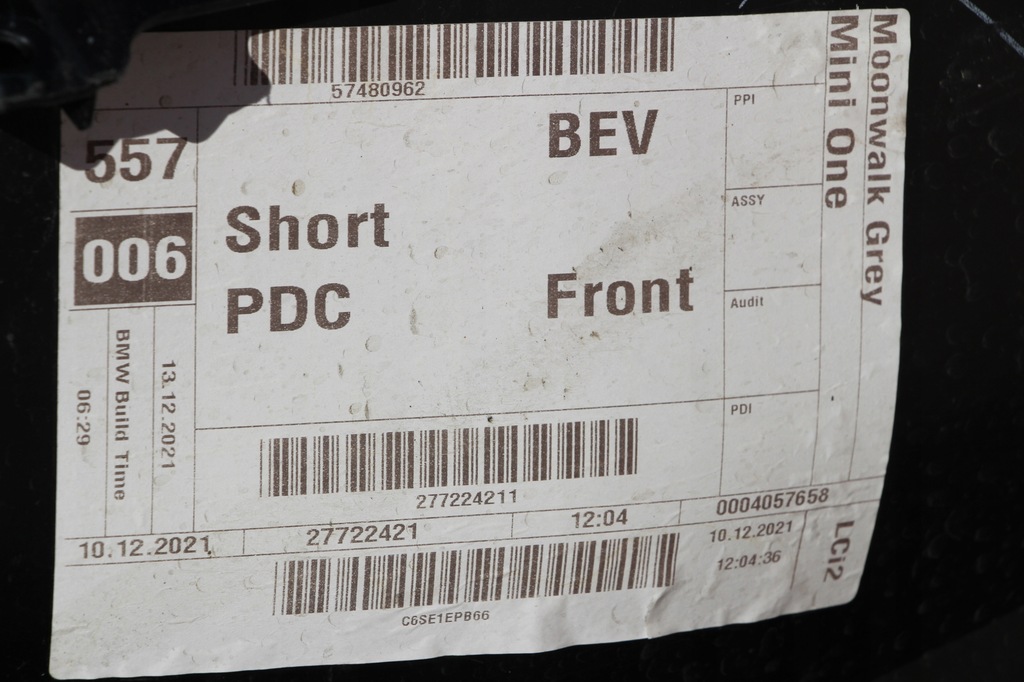 57480962
557
006
BEV
Short
PDC
Front
PPI
ASSY
Audit
PDI
Moonwalk Grey
Mini One
13.12.2021
BMW Build Time
06:29
277224211
10.12.2021
27722421
12:04
0004057658
10.12.2021
12:04:36
LCi2
C6SE1EPB66